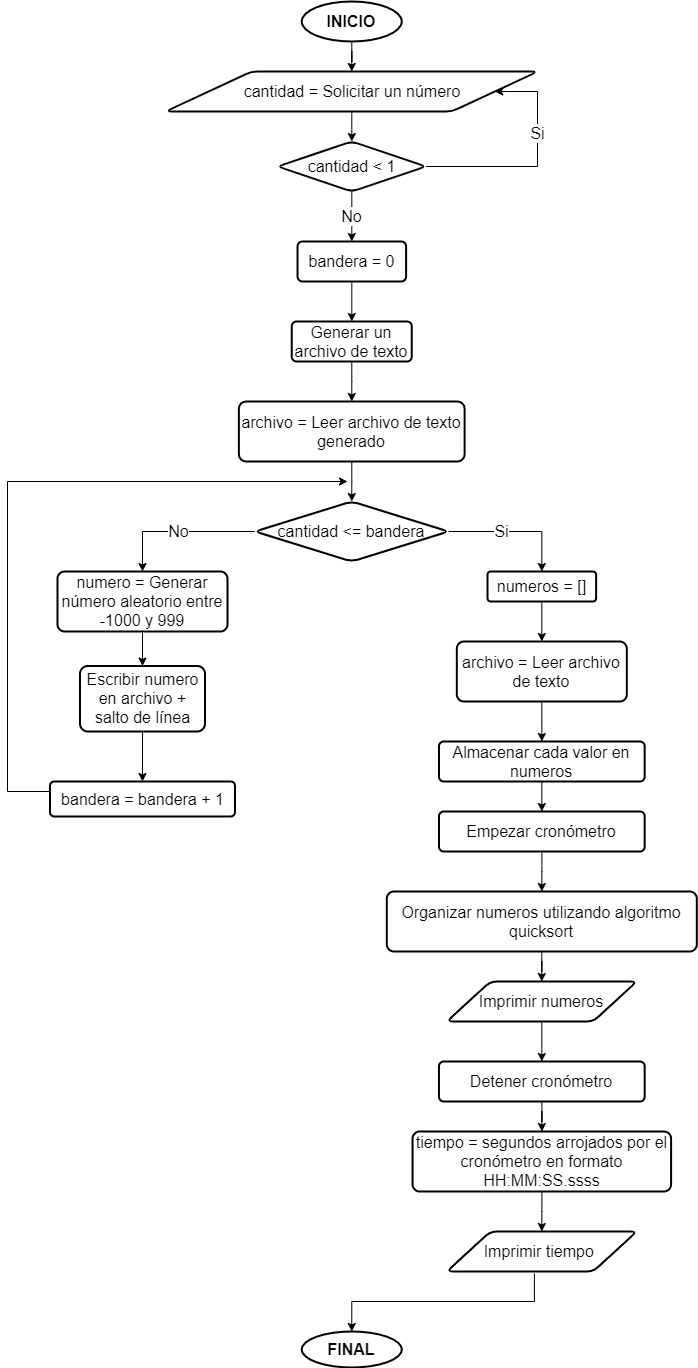 INICIO
cantidad = Solicitar un número
Si
cantidad < 1
No
bandera = 0
Generar un
archivo de texto
archivo = Leer archivo de texto
generado
No
cantidad <= bandera
Si
numero = Generar
número aleatorio entre
-1000 y 999
Escribir numero
en archivo +
salto de línea
bandera = bandera + 1
numeros = []
archivo = Leer archivo
de texto
Almacenar cada valor en
numeros
Empezar cronómetro
Organizar numeros utilizando algoritmo
quicksort
Imprimir numeros
Detener cronómetro
tiempo = segundos arrojados por el
cronómetro en formato
HH:MM:SS.ssss
Imprimir tiempo
FINAL